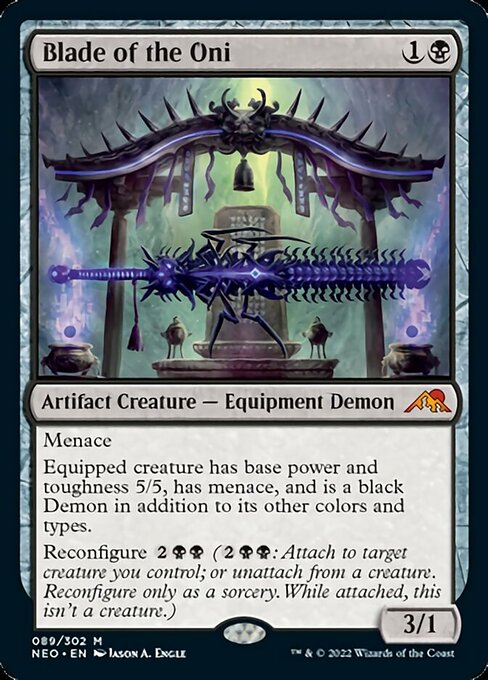 Blade of the Oni 1
Artifact Creature — Equipment Demon
Menace
Equipped creature has base power and
toughness 5/5, has menace, and is a black
Demon in addition to its other colors and
types.
Reconfigure 2 (2: Attach to target
creature you control; or unattach from a creature.
Reconfigure only as a sorcery. While attached, this
isn't a creature.)
3/1
089/302 M
NEO • EN Jason A. Engle
™ & © 2022 Wizards of the Coast